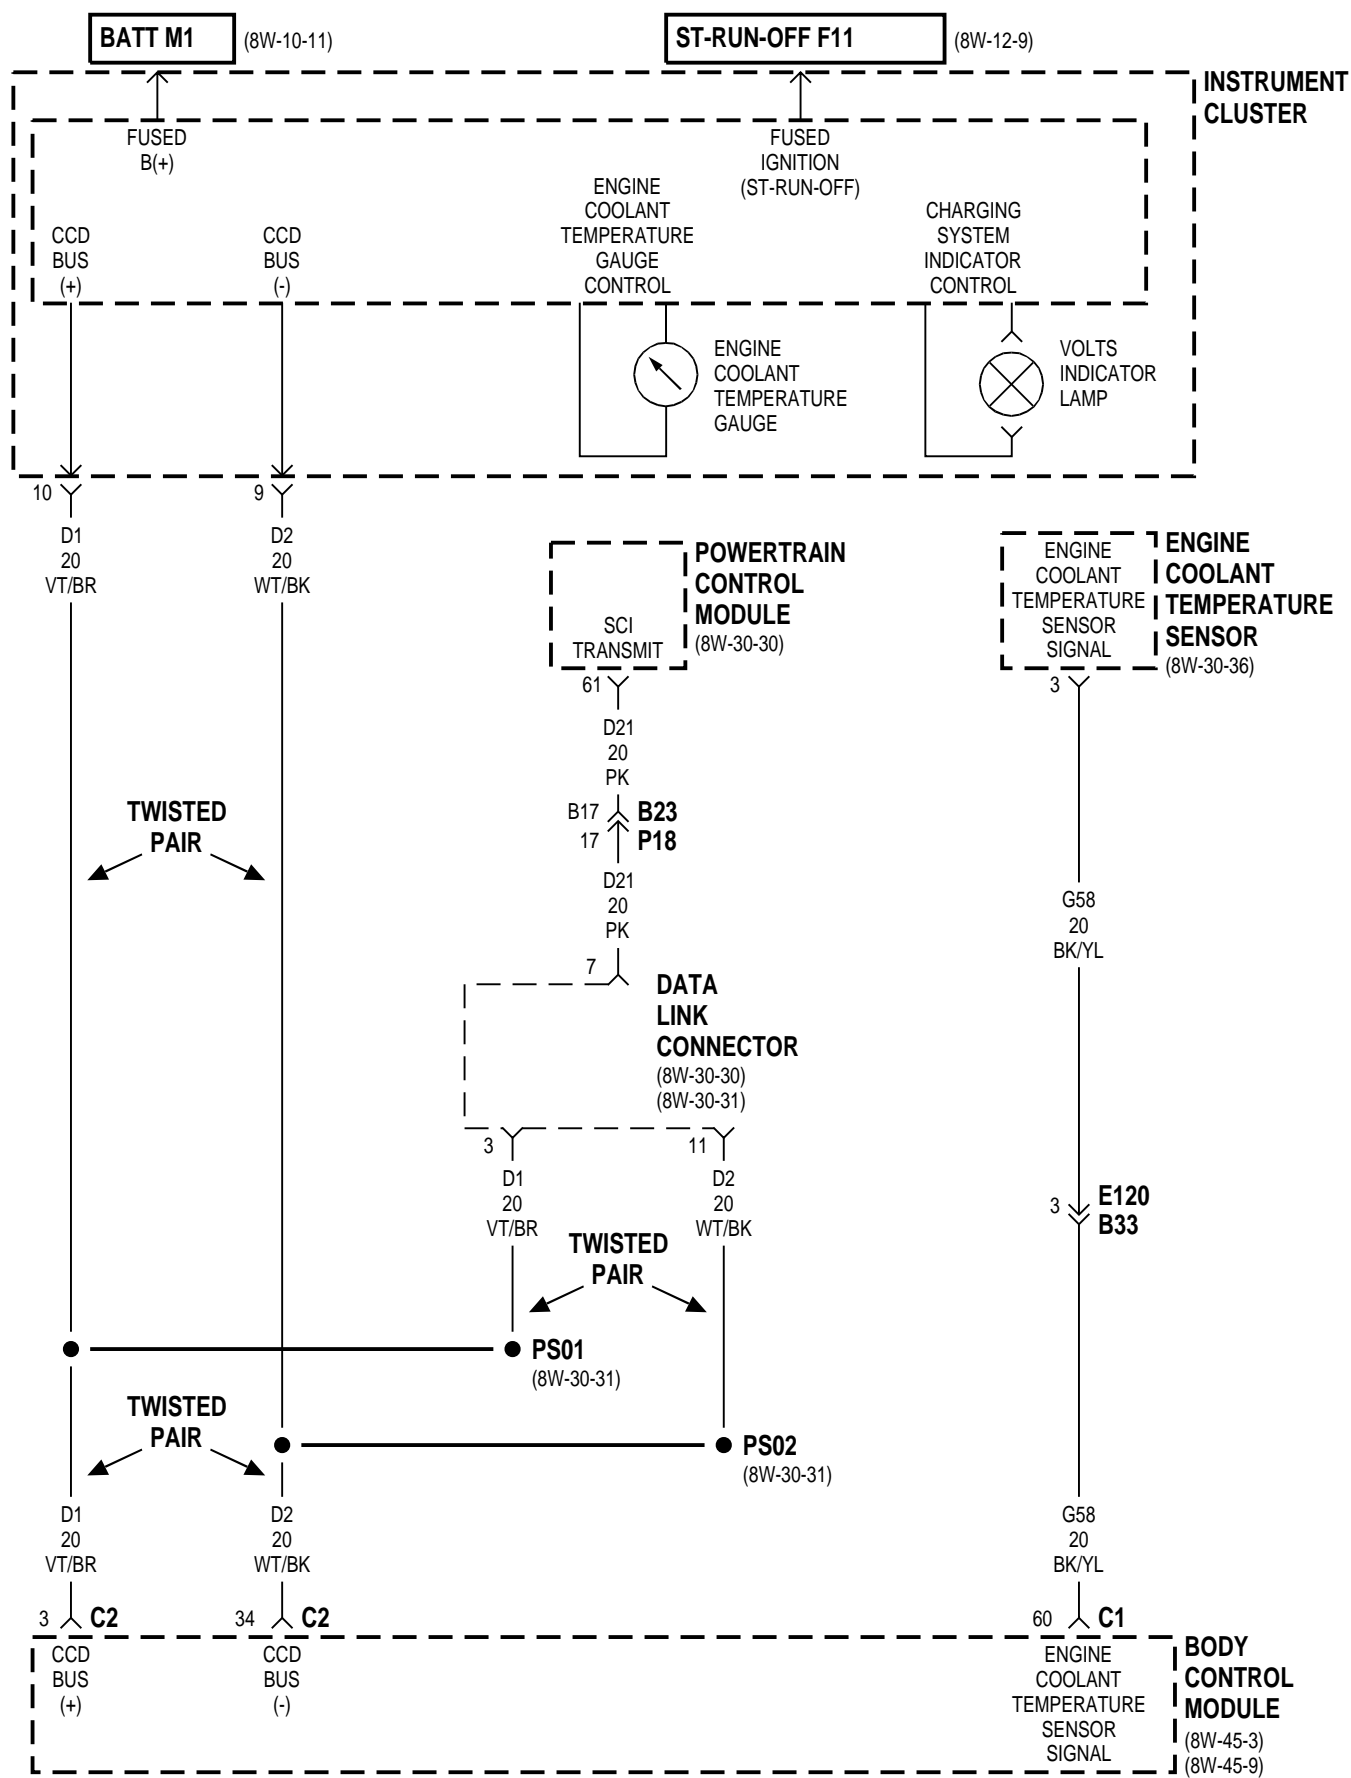 BATT M1
(8W-10-11)
ST-RUN-OFF F11
(8W-12-9)
INSTRUMENT
CLUSTER
FUSED
B(+)
FUSED
IGNITION
(ST-RUN-OFF)
CCD
BUS
(+)
CCD
BUS
(-)
ENGINE
COOLANT
TEMPERATURE
GAUGE
CONTROL
CHARGING
SYSTEM
INDICATOR
CONTROL
ENGINE
COOLANT
TEMPERATURE
GAUGE
VOLTS
INDICATOR
LAMP
10
9
D1
20
VT/BR
D2
20
WT/BK
SCI
TRANSMIT
POWERTRAIN
CONTROL
MODULE
(8W-30-30)
ENGINE
COOLANT
TEMPERATURE
SENSOR
SIGNAL
ENGINE
COOLANT
TEMPERATURE
SENSOR
(8W-30-36)
61
3
D21
20
PK
B17
B23
17
P18
TWISTED
PAIR
D21
20
PK
G58
20
BK/YL
7
DATA
LINK
CONNECTOR
(8W-30-30)
(8W-30-31)
3
11
D1
20
VT/BR
D2
20
WT/BK
3
E120
B33
TWISTED
PAIR
PS01
(8W-30-31)
TWISTED
PAIR
PS02
(8W-30-31)
D1
20
VT/BR
D2
20
WT/BK
G58
20
BK/YL
3
C2
34
C2
60
C1
CCD
BUS
(+)
CCD
BUS
(-)
ENGINE
COOLANT
TEMPERATURE
SENSOR
SIGNAL
BODY
CONTROL
MODULE
(8W-45-3)
(8W-45-9)